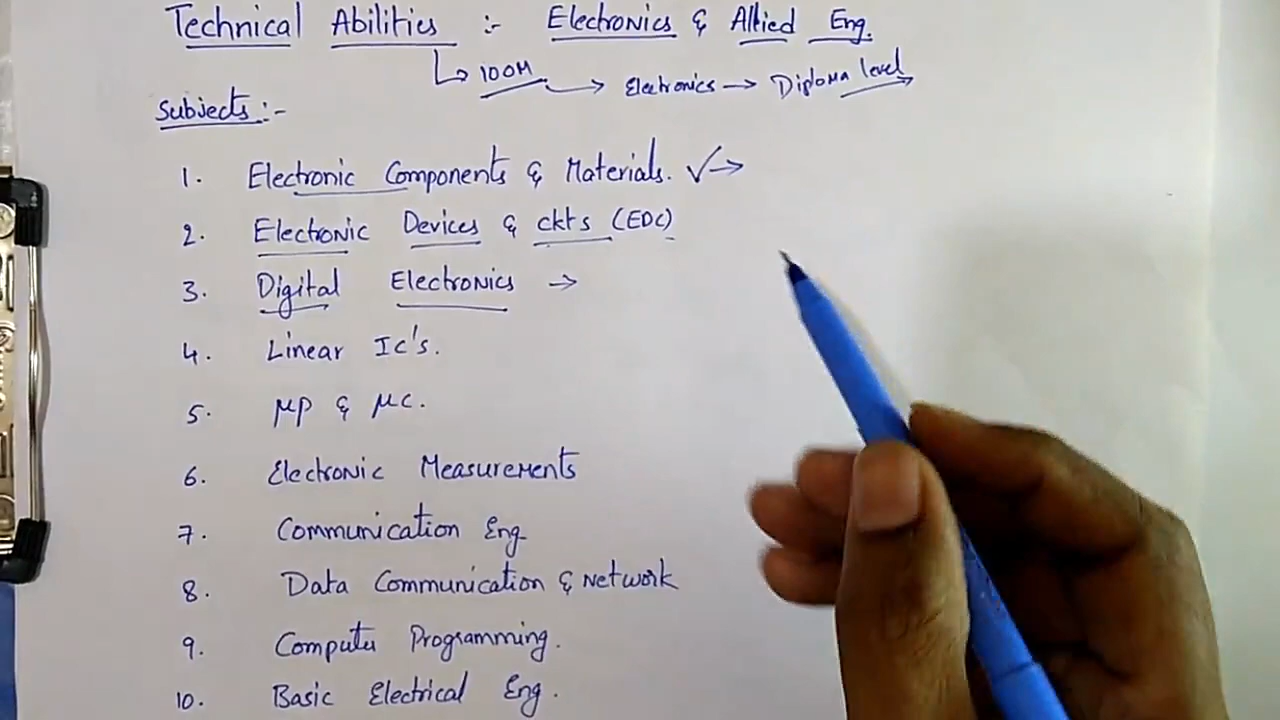 Technical Abilities :- Electronics & Allied Eng.
↳ 100M → Electronics → Diploma level
Subjects :-
1. Electronic Components & Materials. ✓→
2. Electronic Devices & ckts (EDC)
3. Digital Electronics →
4. Linear IC's.
5. μp & μc.
6. Electronic Measurements
7. Communication Eng
8. Data Communication & Network
9. Computer Programming.
10. Basic Electrical Eng.